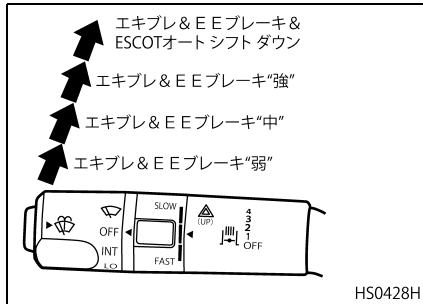 エキブレ＆ＥＥブレーキ＆
ESCOTオート シフト ダウン
エキブレ＆ＥＥブレーキ“強”
エキブレ＆ＥＥブレーキ“中”
エキブレ＆ＥＥブレーキ“弱”
SLOW
OFF
INT
LO
FAST
(UP)
4
3
2
1
OFF
HS0428H